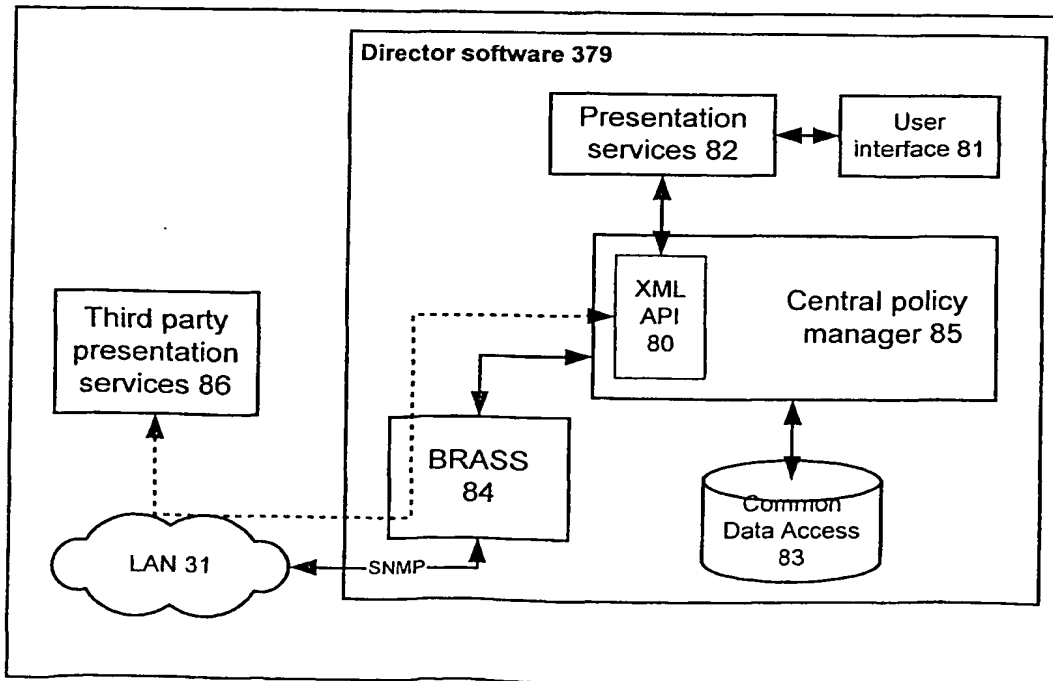 Director software 379
Presentation
services 82
User
interface 81
XML
API
80
Central policy
manager 85
Third party
presentation
services 86
BRASS
84
Common
Data Access
83
LAN 31
SNMP